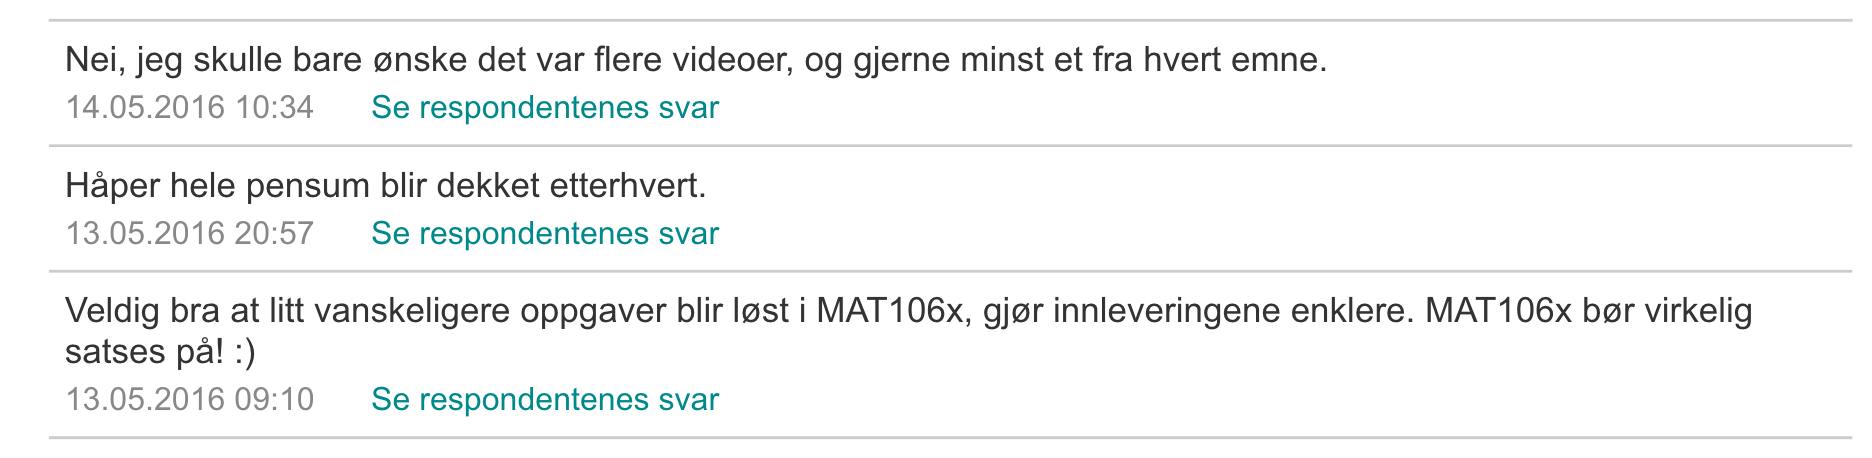 Nei, jeg skulle bare ønske det var flere videoer, og gjerne minst et fra hvert emne.
14.05.2016 10:34 Se respondentenes svar
Håper hele pensum blir dekket etterhvert.
13.05.2016 20:57 Se respondentenes svar
Veldig bra at litt vanskeligere oppgaver blir løst i MAT106x, gjør innleveringene enklere. MAT106x bør virkelig
satses på! :)
13.05.2016 09:10 Se respondentenes svar